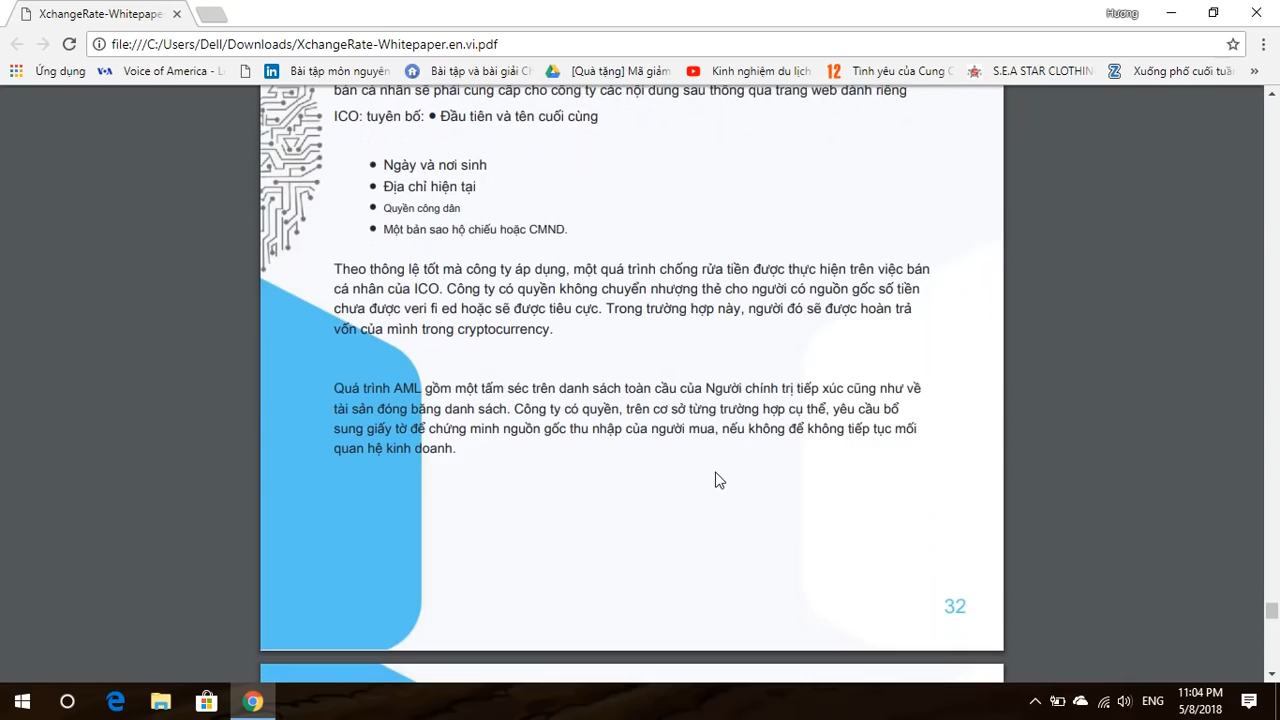 XchangeRate-Whitepaper
Hương
file:///C:/Users/Dell/Downloads/XchangeRate-Whitepaper.en.vi.pdf
Ứng dụng VOA Voice of America - L in Bài tập môn nguyên Bài tập và bài giải Ch [Quà tặng] Mã giảm Kinh nghiệm du lịch 12 Tình yêu của Cung S.E.A STAR CLOTHIN Z Xuống phố cuối tuần »
bán cá nhân sẽ phải cung cấp cho công ty các nội dung sau thông qua trang web dành riêng
ICO: tuyên bố: ● Đầu tiên và tên cuối cùng
● Ngày và nơi sinh
● Địa chỉ hiện tại
● Quyền công dân
● Một bản sao hộ chiếu hoặc CMND.
Theo thông lệ tốt mà công ty áp dụng, một quá trình chống rửa tiền được thực hiện trên việc bán
cá nhân của ICO. Công ty có quyền không chuyển nhượng thẻ cho người có nguồn gốc số tiền
chưa được veri fi ed hoặc sẽ được tiêu cực. Trong trường hợp này, người đó sẽ được hoàn trả
vốn của mình trong cryptocurrency.
Quá trình AML gồm một tấm séc trên danh sách toàn cầu của Người chính trị tiếp xúc cũng như về
tài sản đóng băng danh sách. Công ty có quyền, trên cơ sở từng trường hợp cụ thể, yêu cầu bổ
sung giấy tờ để chứng minh nguồn gốc thu nhập của người mua, nếu không để không tiếp tục mối
quan hệ kinh doanh.
32
ENG
11:04 PM
5/8/2018